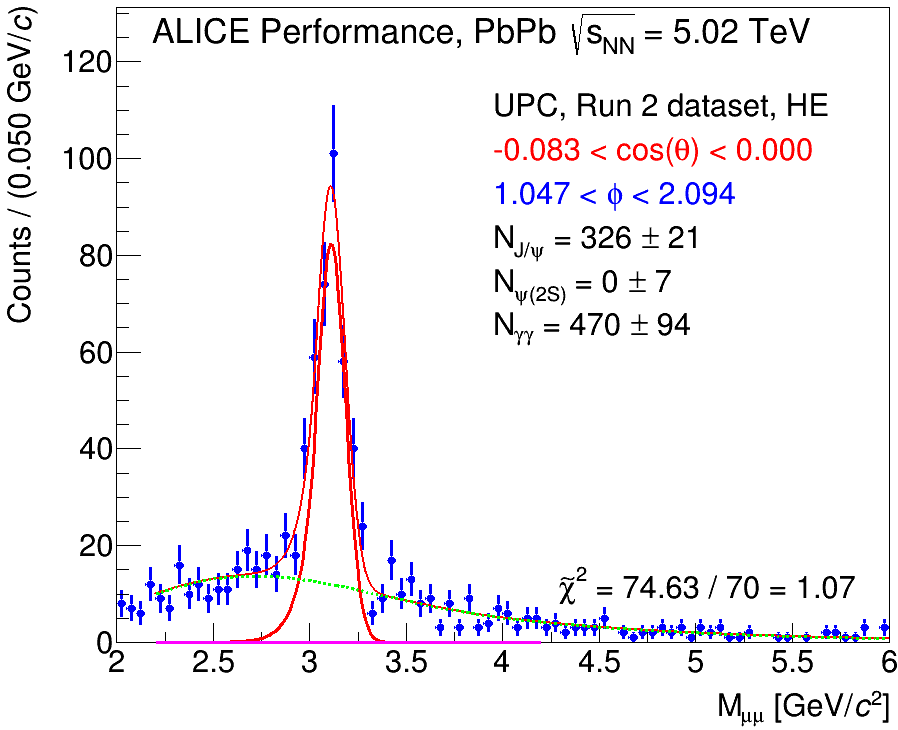 ALICE Performance, PbPb √sNN = 5.02 TeV
UPC, Run 2 dataset, HE
-0.083 < cos(θ) < 0.000
1.047 < ϕ < 2.094
NJ/ψ = 326 ± 21
Nψ(2S) = 0 ± 7
Nγγ = 470 ± 94
χ̃² = 74.63 / 70 = 1.07
Counts / (0.050 GeV/c)
120
100
80
60
40
20
0
2 2.5 3 3.5 4 4.5 5 5.5 6
Mμμ [GeV/c²]